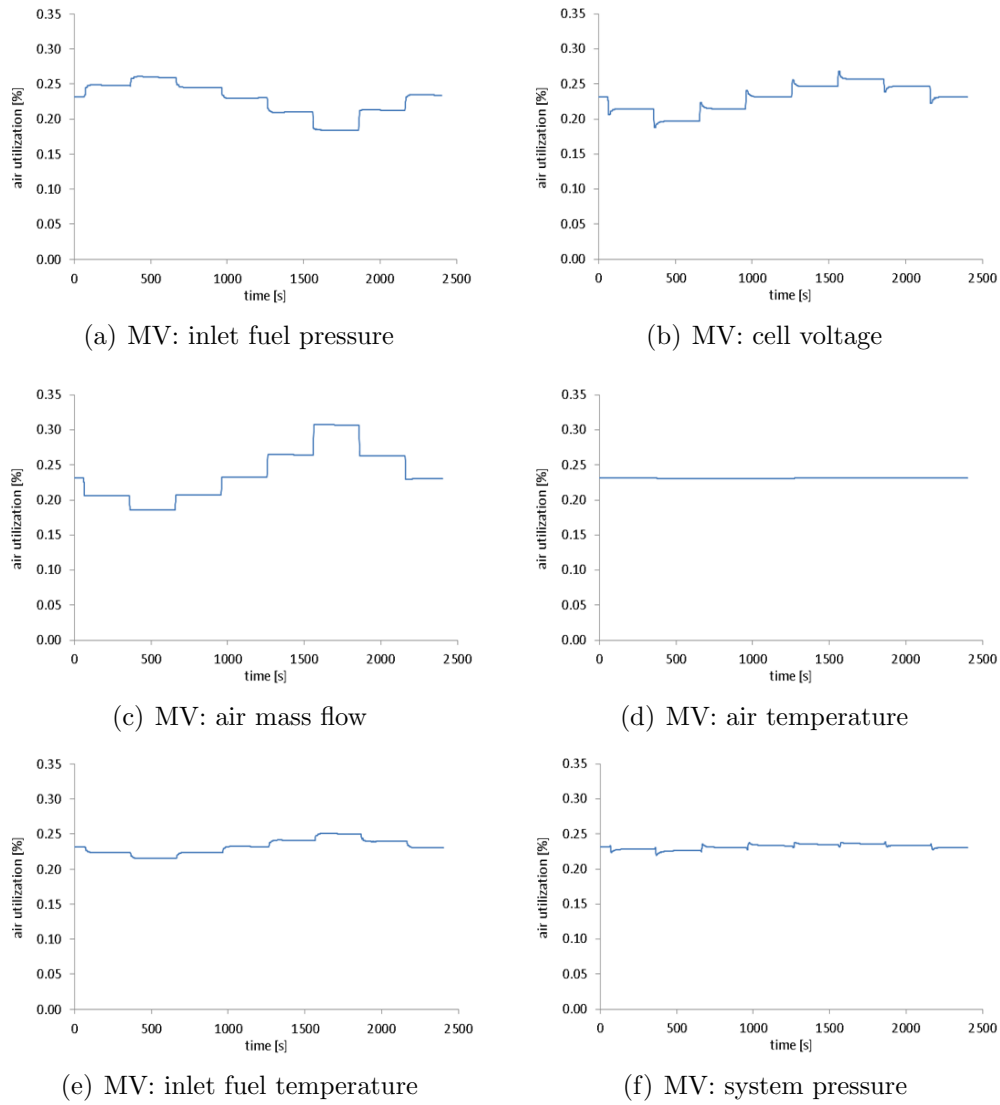 0.35
0.30
0.25
0.20
0.15
0.10
0.05
0.00
air utilization [%]
0 500 1000 1500 2000 2500
time [s]
(a) MV: inlet fuel pressure
0.35
0.30
0.25
0.20
0.15
0.10
0.05
0.00
air utilization [%]
0 500 1000 1500 2000 2500
time [s]
(b) MV: cell voltage
0.35
0.30
0.25
0.20
0.15
0.10
0.05
0.00
air utilization [%]
0 500 1000 1500 2000 2500
time [s]
(c) MV: air mass flow
0.35
0.30
0.25
0.20
0.15
0.10
0.05
0.00
air utilization [%]
0 500 1000 1500 2000 2500
time [s]
(d) MV: air temperature
0.35
0.30
0.25
0.20
0.15
0.10
0.05
0.00
air utilization [%]
0 500 1000 1500 2000 2500
time [s]
(e) MV: inlet fuel temperature
0.35
0.30
0.25
0.20
0.15
0.10
0.05
0.00
air utilization [%]
0 500 1000 1500 2000 2500
time [s]
(f) MV: system pressure